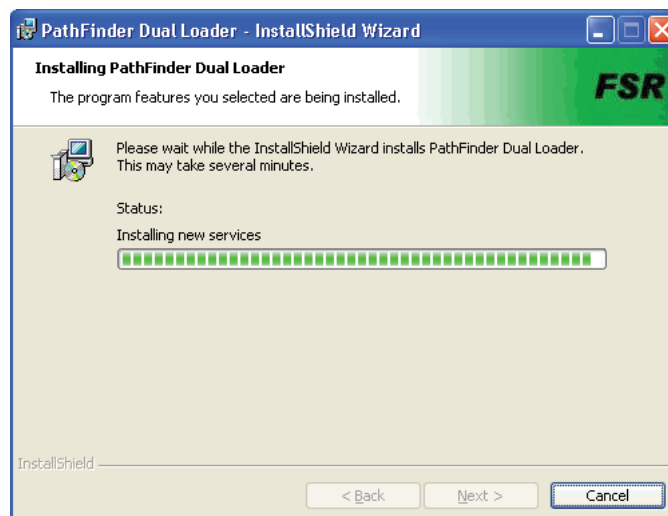 PathFinder Dual Loader - InstallShield Wizard
Installing PathFinder Dual Loader
The program features you selected are being installed.
FSR
Please wait while the InstallShield Wizard installs PathFinder Dual Loader.
This may take several minutes.
Status:
Installing new services
InstallShield
< Back
Next >
Cancel